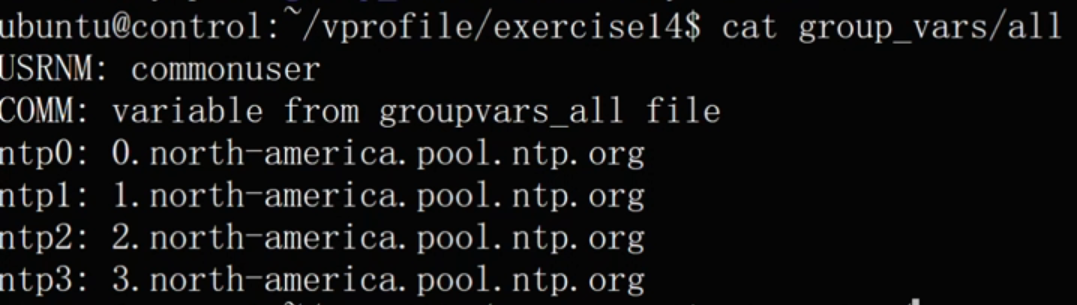 ubuntu@control:~/vprofile/exercise14$ cat group_vars/all
USRNM: commonuser
COMM: variable from groupvars_all file
ntp0: 0.north-america.pool.ntp.org
ntp1: 1.north-america.pool.ntp.org
ntp2: 2.north-america.pool.ntp.org
ntp3: 3.north-america.pool.ntp.org